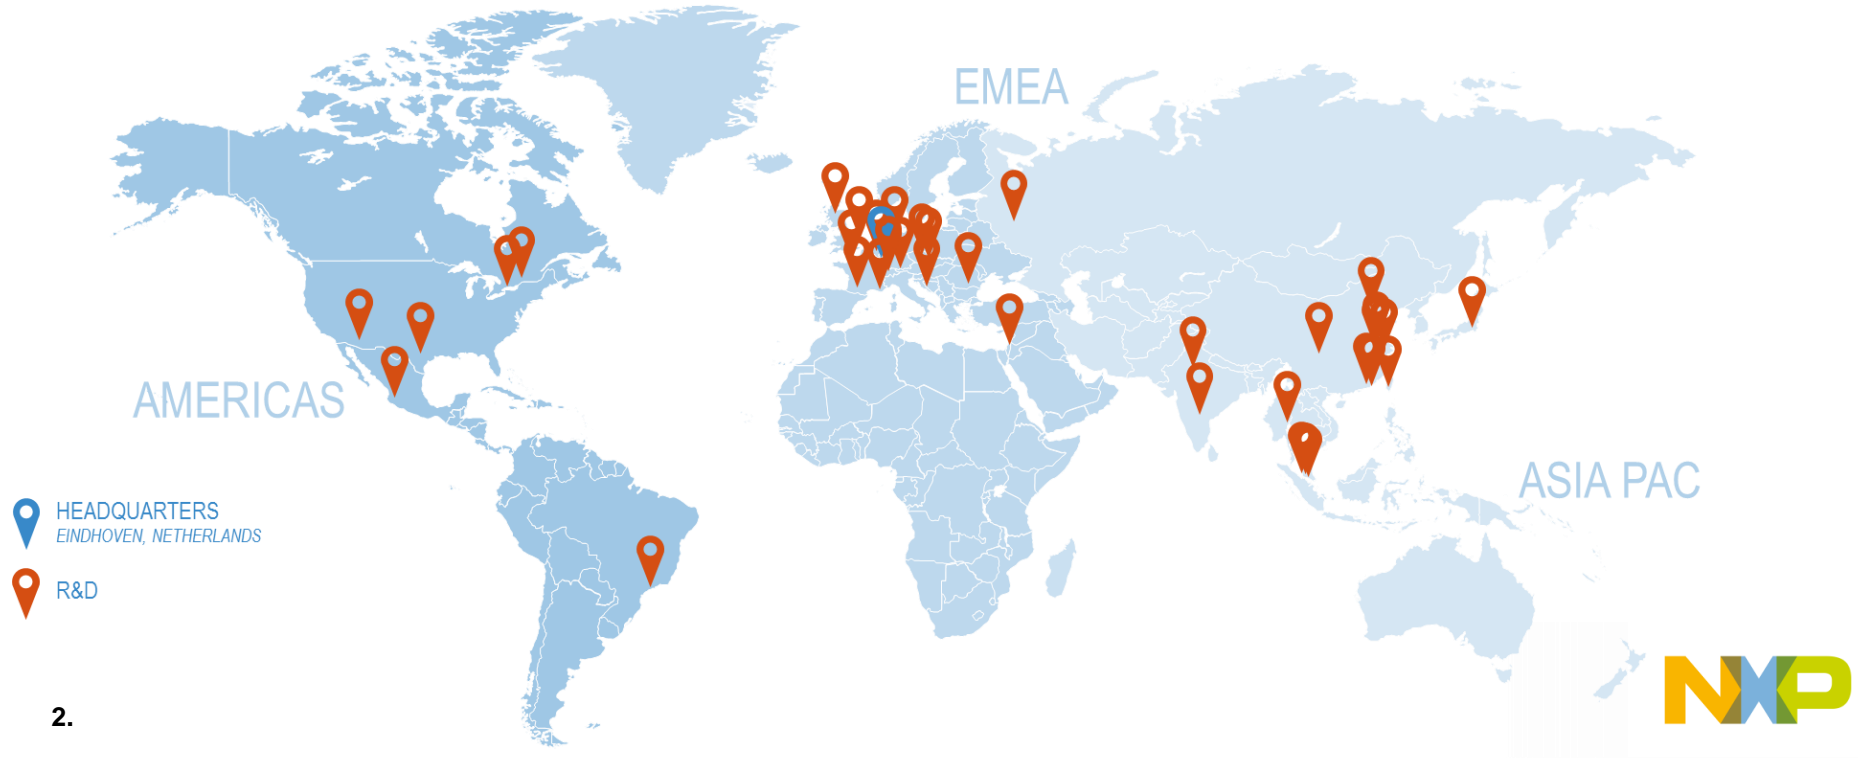 EMEA
AMERICAS
ASIA PAC
HEADQUARTERS
EINDHOVEN, NETHERLANDS
R&D
2.
NXP